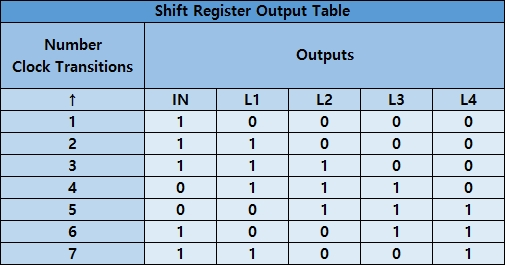 Shift Register Output Table
Number
Clock Transitions
Outputs
↑ IN L1 L2 L3 L4
1 1 0 0 0 0
2 1 1 0 0 0
3 1 1 1 0 0
4 0 1 1 1 0
5 0 0 1 1 1
6 1 0 0 1 1
7 1 1 0 0 1